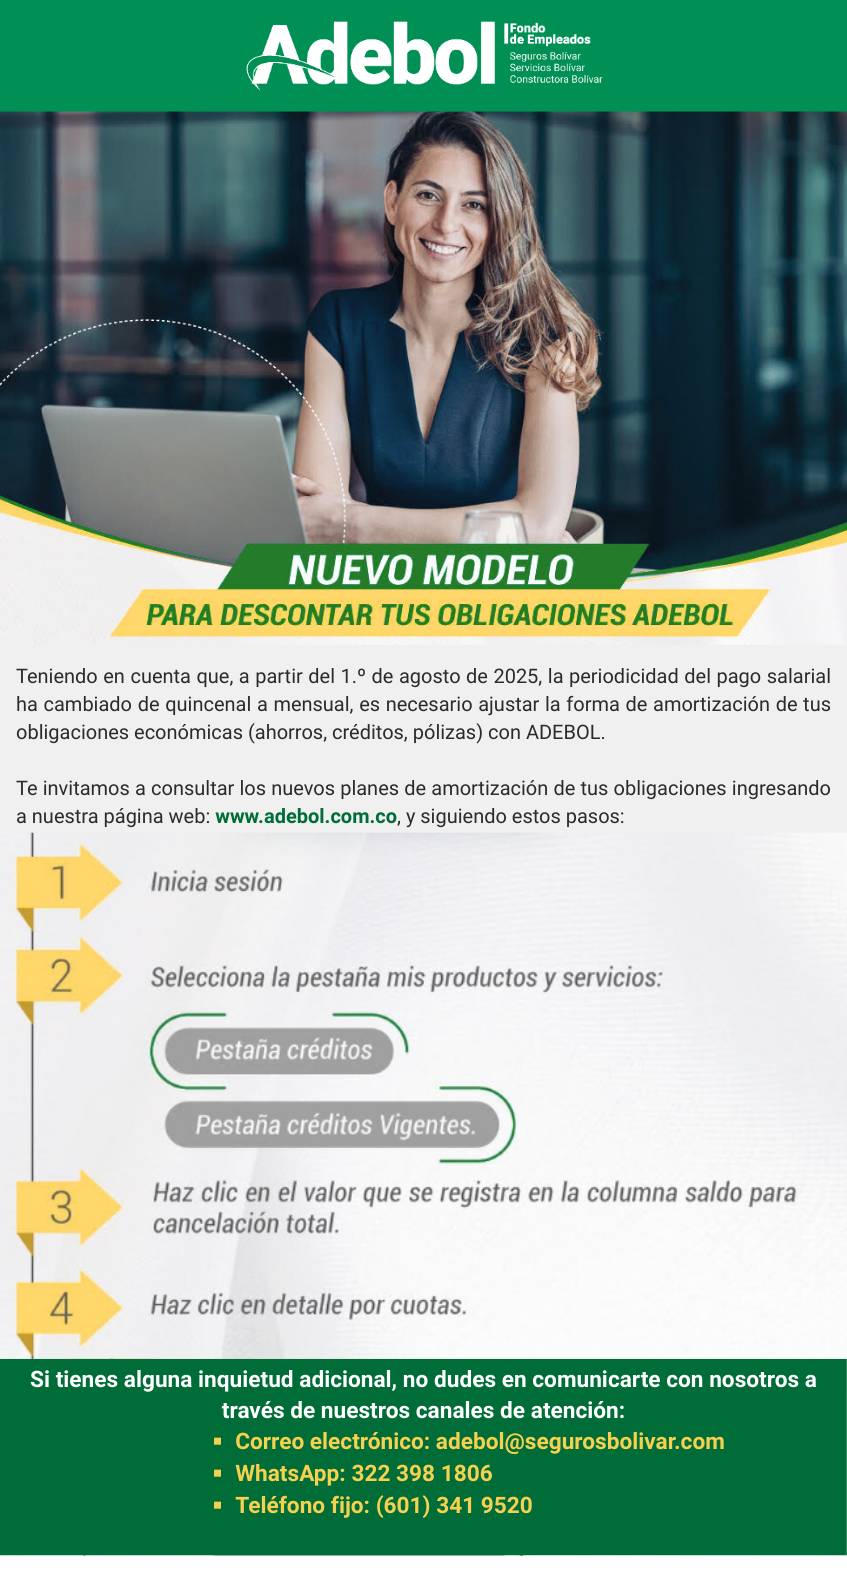 Adebol
Fondo
de Empleados
Seguros Bolívar
Servicios Bolívar
Constructora Bolívar
NUEVO MODELO
PARA DESCONTAR TUS OBLIGACIONES ADEBOL
Teniendo en cuenta que, a partir del 1.º de agosto de 2025, la periodicidad del pago salarial
ha cambiado de quincenal a mensual, es necesario ajustar la forma de amortización de tus
obligaciones económicas (ahorros, créditos, pólizas) con ADEBOL.
Te invitamos a consultar los nuevos planes de amortización de tus obligaciones ingresando
a nuestra página web: www.adebol.com.co, y siguiendo estos pasos:
1
Inicia sesión
2
Selecciona la pestaña mis productos y servicios:
Pestaña créditos
Pestaña créditos Vigentes.
3
Haz clic en el valor que se registra en la columna saldo para
cancelación total.
4
Haz clic en detalle por cuotas.
Si tienes alguna inquietud adicional, no dudes en comunicarte con nosotros a
través de nuestros canales de atención:
▪ Correo electrónico: adebol@segurosbolivar.com
▪ WhatsApp: 322 398 1806
▪ Teléfono fijo: (601) 341 9520